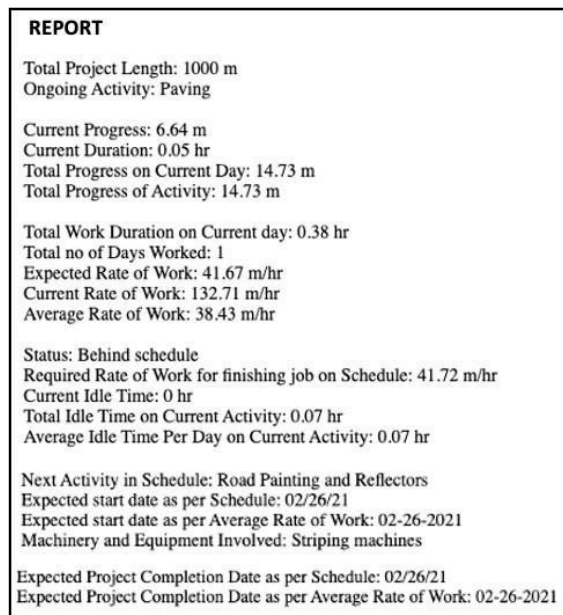 REPORT
Total Project Length: 1000 m
Ongoing Activity: Paving
Current Progress: 6.64 m
Current Duration: 0.05 hr
Total Progress on Current Day: 14.73 m
Total Progress of Activity: 14.73 m
Total Work Duration on Current day: 0.38 hr
Total no of Days Worked: 1
Expected Rate of Work: 41.67 m/hr
Current Rate of Work: 132.71 m/hr
Average Rate of Work: 38.43 m/hr
Status: Behind schedule
Required Rate of Work for finishing job on Schedule: 41.72 m/hr
Current Idle Time: 0 hr
Total Idle Time on Current Activity: 0.07 hr
Average Idle Time Per Day on Current Activity: 0.07 hr
Next Activity in Schedule: Road Painting and Reflectors
Expected start date as per Schedule: 02/26/21
Expected start date as per Average Rate of Work: 02-26-2021
Machinery and Equipment Involved: Striping machines
Expected Project Completion Date as per Schedule: 02/26/21
Expected Project Completion Date as per Average Rate of Work: 02-26-2021